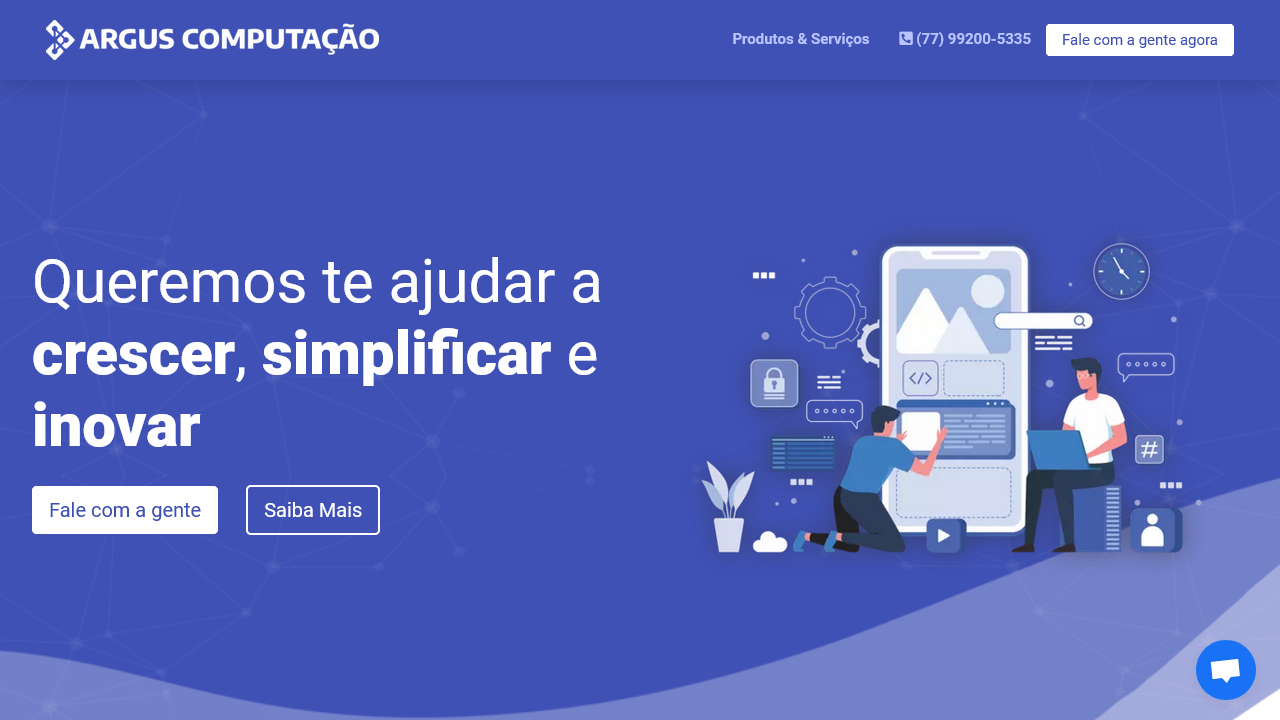 ARGUS COMPUTAÇÃO
Produtos & Serviços
(77) 99200-5335
Fale com a gente agora
Queremos te ajudar a
crescer, simplificar e
inovar
Fale com a gente
Saiba Mais
</>
#